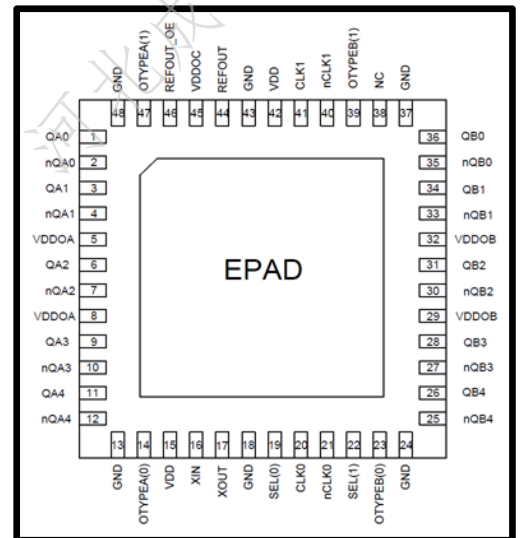 河北成
GND
OTYPEA(1)
REFOUT_OE
VDDOC
REFOUT
GND
VDD
CLK1
nCLK1
OTYPEB(1)
NC
GND
48 47 46 45 44 43 42 41 40 39 38 37
QA0 1
nQA0 2
QA1 3
nQA1 4
VDDOA 5
QA2 6
nQA2 7
VDDOA 8
QA3 9
nQA3 10
QA4 11
nQA4 12
EPAD
36 QB0
35 nQB0
34 QB1
33 nQB1
32 VDDOB
31 QB2
30 nQB2
29 VDDOB
28 QB3
27 nQB3
26 QB4
25 nQB4
13 14 15 16 17 18 19 20 21 22 23 24
GND
OTYPEA(0)
VDD
XIN
XOUT
GND
SEL(0)
CLK0
nCLK0
SEL(1)
OTYPEB(0)
GND